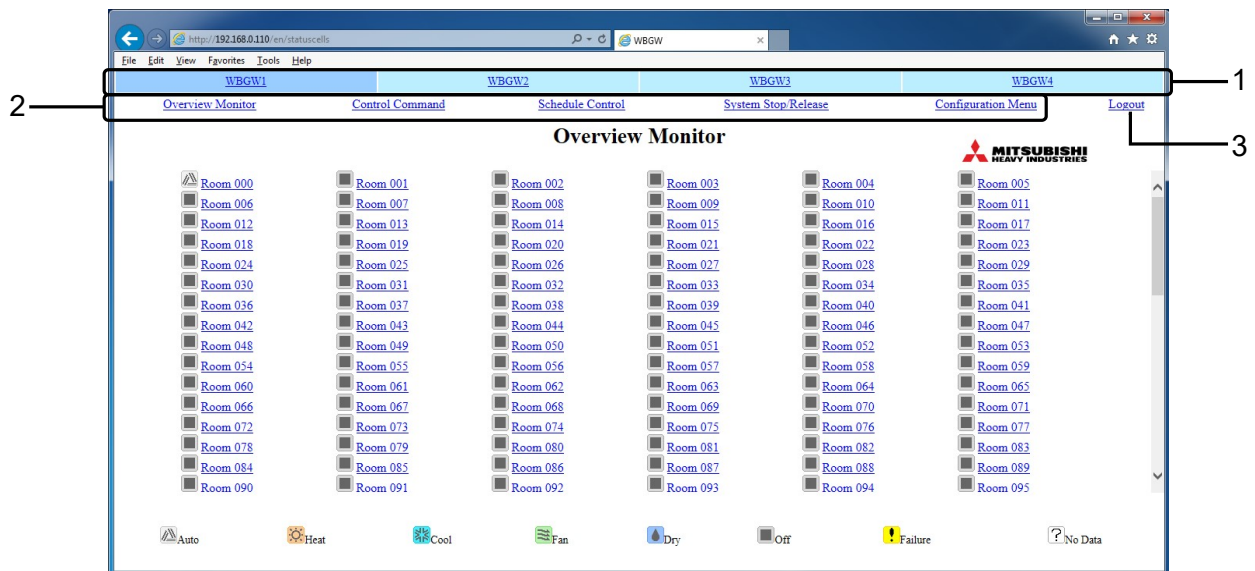 http://192.168.0.110/en/statuscells WBGW
File Edit View Favorites Tools Help
WBGW1 WBGW2 WBGW3 WBGW4 1
2 Overview Monitor Control Command Schedule Control System Stop/Release Configuration Menu Logout
Overview Monitor
3
MITSUBISHI
HEAVY INDUSTRIES
Room 000 Room 001 Room 002 Room 003 Room 004 Room 005
Room 006 Room 007 Room 008 Room 009 Room 010 Room 011
Room 012 Room 013 Room 014 Room 015 Room 016 Room 017
Room 018 Room 019 Room 020 Room 021 Room 022 Room 023
Room 024 Room 025 Room 026 Room 027 Room 028 Room 029
Room 030 Room 031 Room 032 Room 033 Room 034 Room 035
Room 036 Room 037 Room 038 Room 039 Room 040 Room 041
Room 042 Room 043 Room 044 Room 045 Room 046 Room 047
Room 048 Room 049 Room 050 Room 051 Room 052 Room 053
Room 054 Room 055 Room 056 Room 057 Room 058 Room 059
Room 060 Room 061 Room 062 Room 063 Room 064 Room 065
Room 066 Room 067 Room 068 Room 069 Room 070 Room 071
Room 072 Room 073 Room 074 Room 075 Room 076 Room 077
Room 078 Room 079 Room 080 Room 081 Room 082 Room 083
Room 084 Room 085 Room 086 Room 087 Room 088 Room 089
Room 090 Room 091 Room 092 Room 093 Room 094 Room 095
Auto Heat Cool Fan Dry Off ! Failure ? No Data